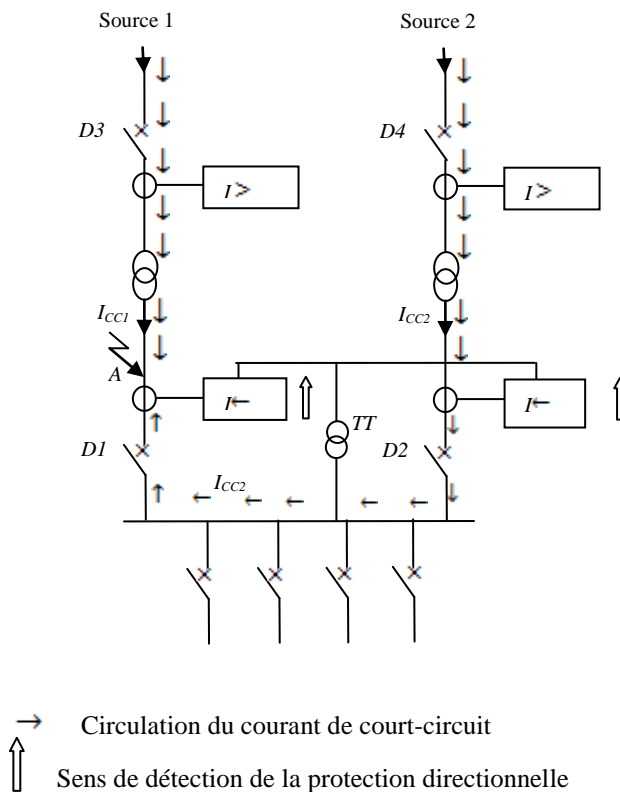 Source 1
Source 2
D3
D4
I >
I >
I_CC1
I_CC2
A
I←
I←
TT
D1
D2
I_CC2
→ Circulation du courant de court-circuit
⇑ Sens de détection de la protection directionnelle